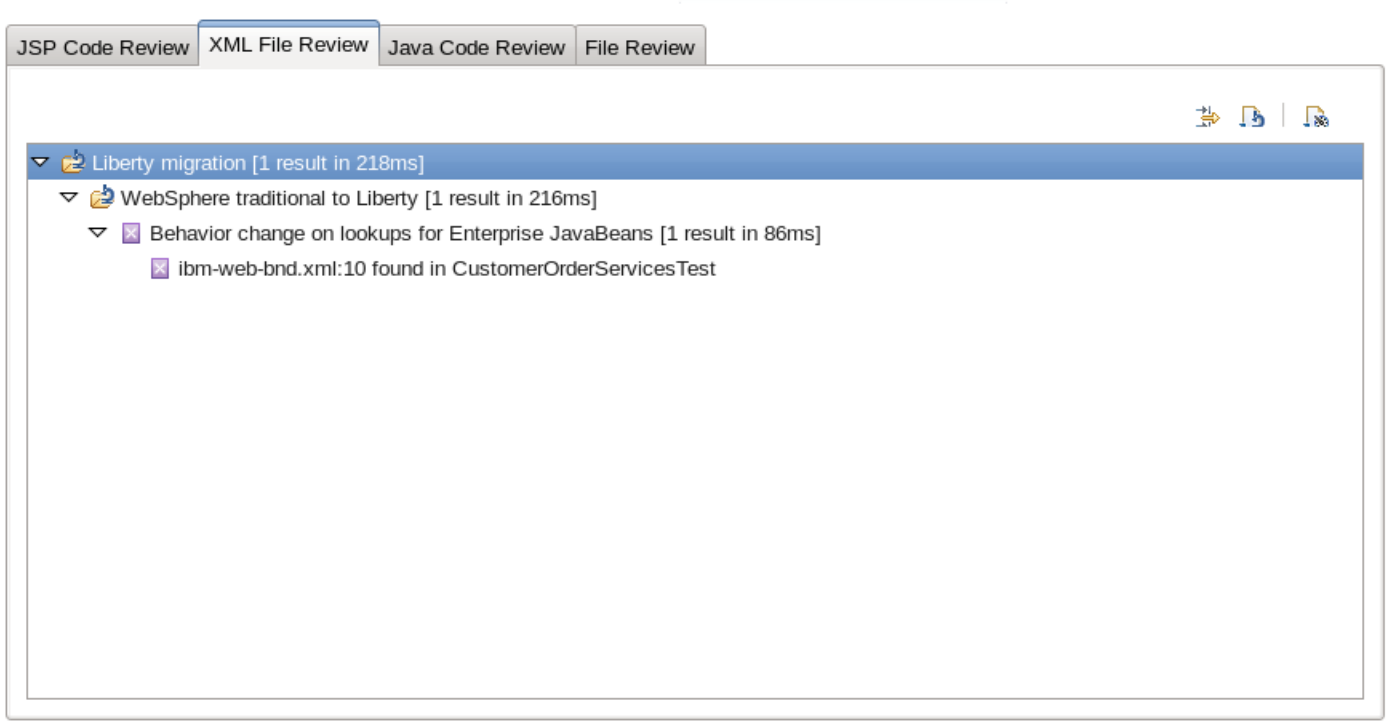 JSP Code Review XML File Review Java Code Review File Review
Liberty migration [1 result in 218ms]
WebSphere traditional to Liberty [1 result in 216ms]
Behavior change on lookups for Enterprise JavaBeans [1 result in 86ms]
ibm-web-bnd.xml:10 found in CustomerOrderServicesTest